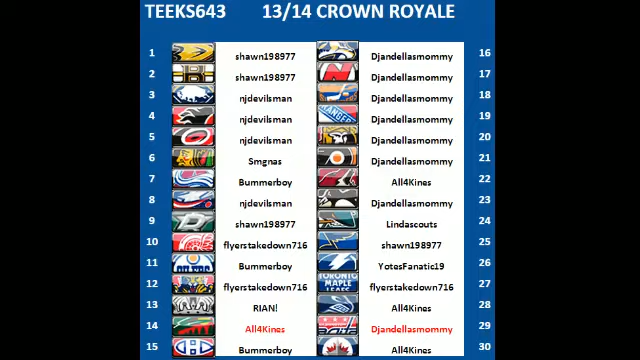 TEEKS643 13/14 CROWN ROYALE
1 shawn198977 Djandellasmommy 16
2 shawn198977 Djandellasmommy 17
3 njdevilsman Djandellasmommy 18
4 njdevilsman Djandellasmommy 19
5 njdevilsman Djandellasmommy 20
6 Smgnas Djandellasmommy 21
7 Bummerboy All4Kines 22
8 njdevilsman Djandellasmommy 23
9 shawn198977 Lindascouts 24
10 flyerstakedown716 shawn198977 25
11 Bummerboy YotesFanatic19 26
12 flyerstakedown716 TORONTO MAPLE LEAFS flyerstakedown716 27
13 RIAN! All4Kines 28
14 All4Kines Djandellasmommy 29
15 Bummerboy All4Kines 30